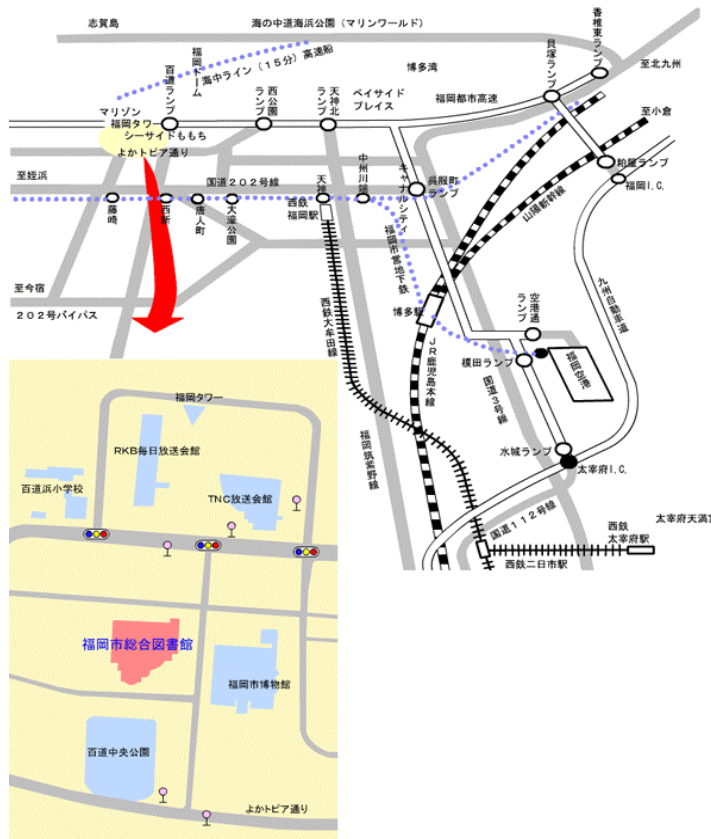 志賀島
海の中道海浜公園(マリンワールド)
香椎東ランプ
貝塚ランプ
至北九州
福岡ドーム
海中ライン(15分)高速船
博多湾
百道ランプ
西公園ランプ
天神北ランプ
ベイサイドプレイス
福岡都市高速
至小倉
マリゾン
福岡タワー
シーサイドももち
よかトピア通り
粕屋ランプ
福岡I.C.
至姪浜
国道202号線
西鉄福岡駅
天神
中州川端
キャナルシティ
呉服町ランプ
山陽新幹線
藤崎
西新
唐人町
大濠公園
福岡市営地下鉄
九州自動車道
至今宿
202号バイパス
西鉄大牟田線
博多駅
JR鹿児島本線
空港通ランプ
榎田ランプ
福岡空港
国道3号線
福岡筑紫野線
水城ランプ
太宰府I.C.
国道112号線
西鉄二日市駅
西鉄太宰府駅
太宰府天満宮
福岡タワー
RKB毎日放送会館
TNC放送会館
百道浜小学校
福岡市総合図書館
福岡市博物館
百道中央公園
よかトピア通り